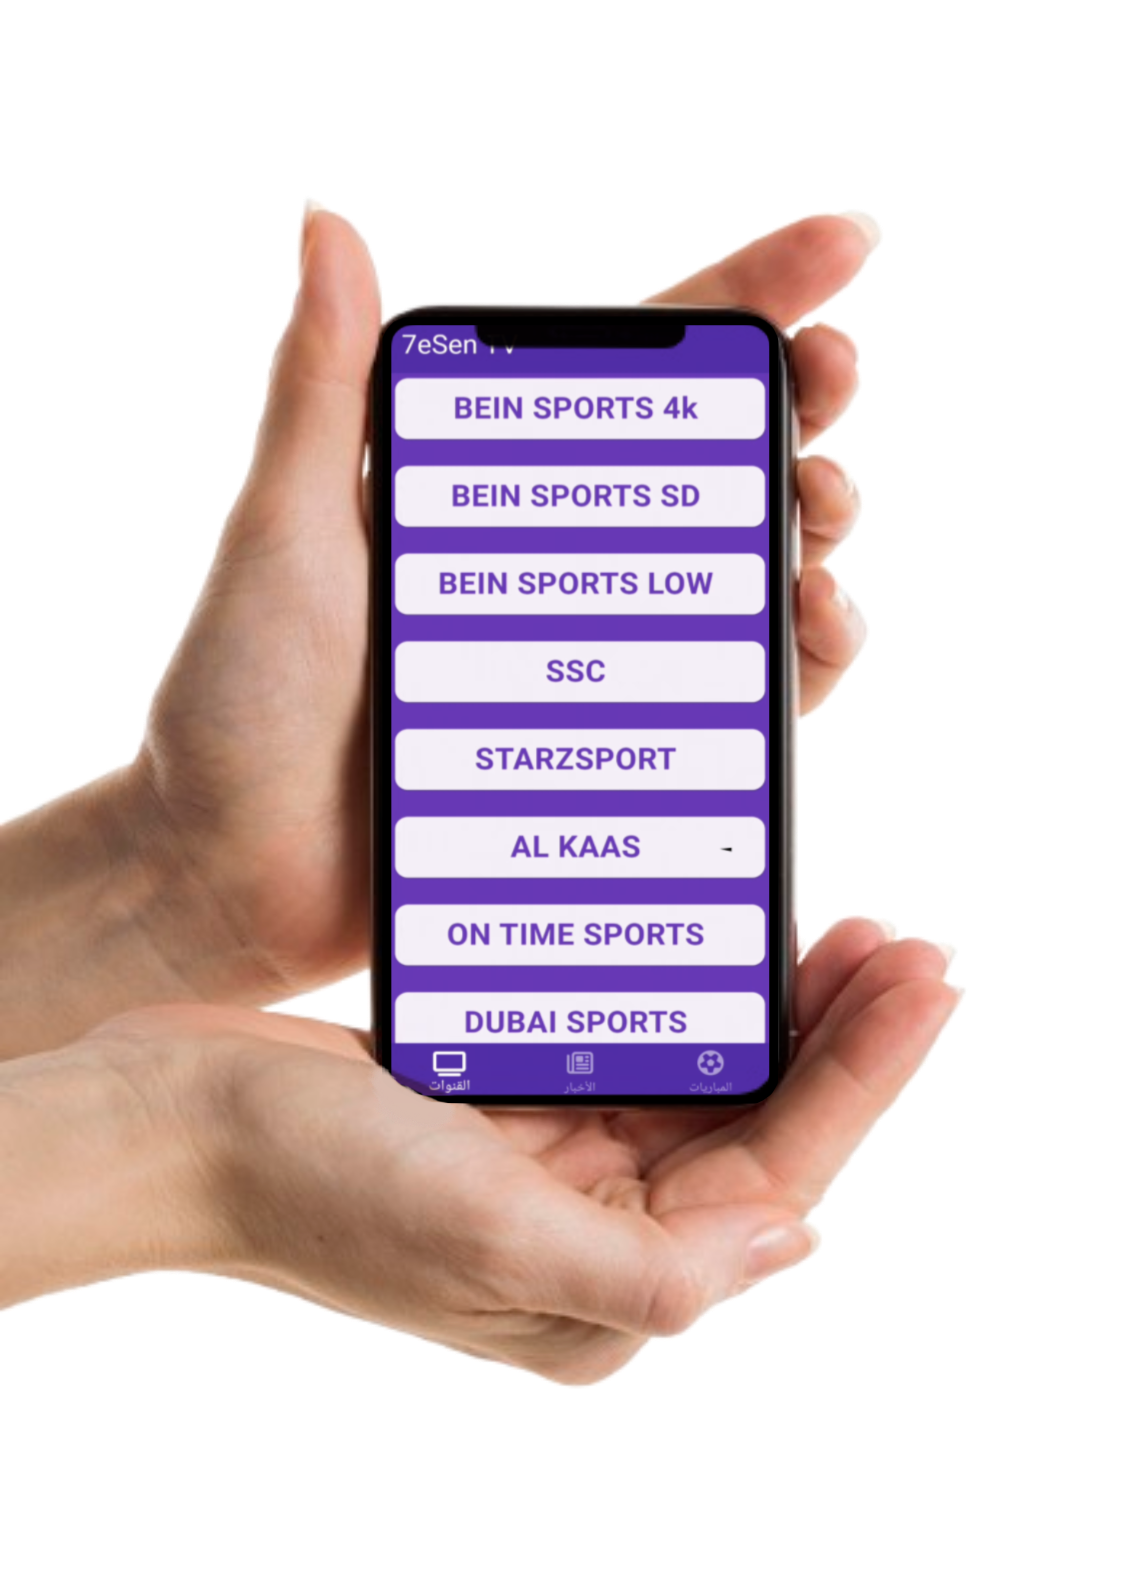 7eSen TV
BEIN SPORTS 4k
BEIN SPORTS SD
BEIN SPORTS LOW
SSC
STARZSPORT
AL KAAS
ON TIME SPORTS
DUBAI SPORTS
القنوات الأخبار المباريات